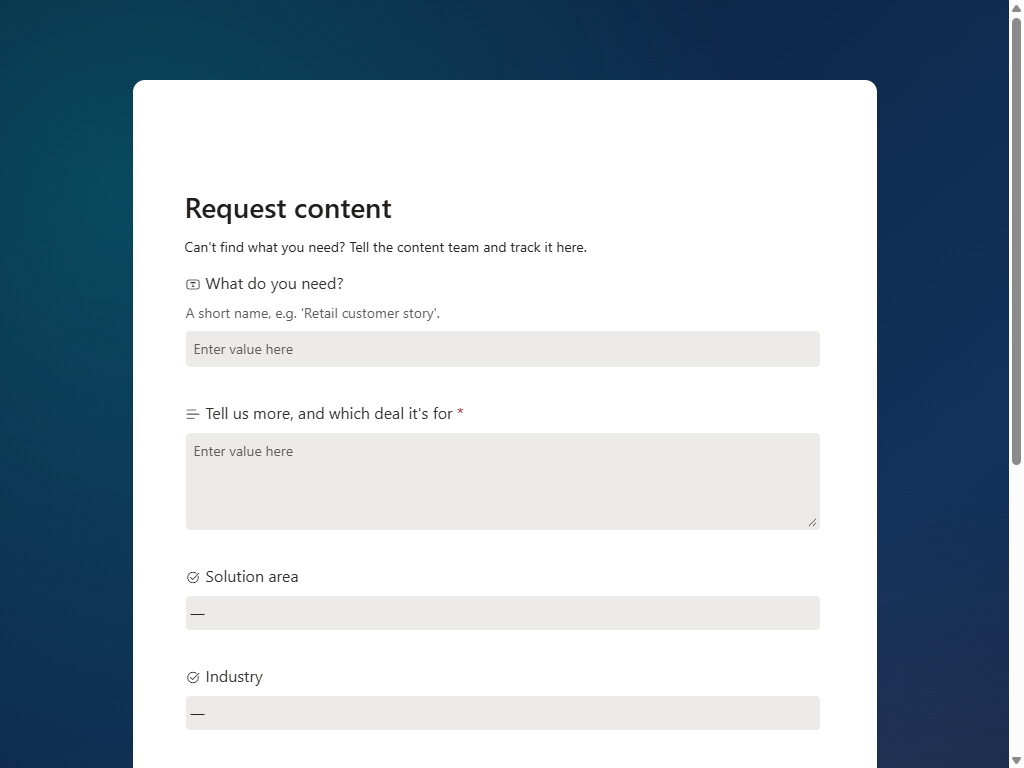 Request content
Can't find what you need? Tell the content team and track it here.
What do you need?
A short name, e.g. 'Retail customer story'.
Enter value here
Tell us more, and which deal it's for *
Enter value here
Solution area
—
Industry
—